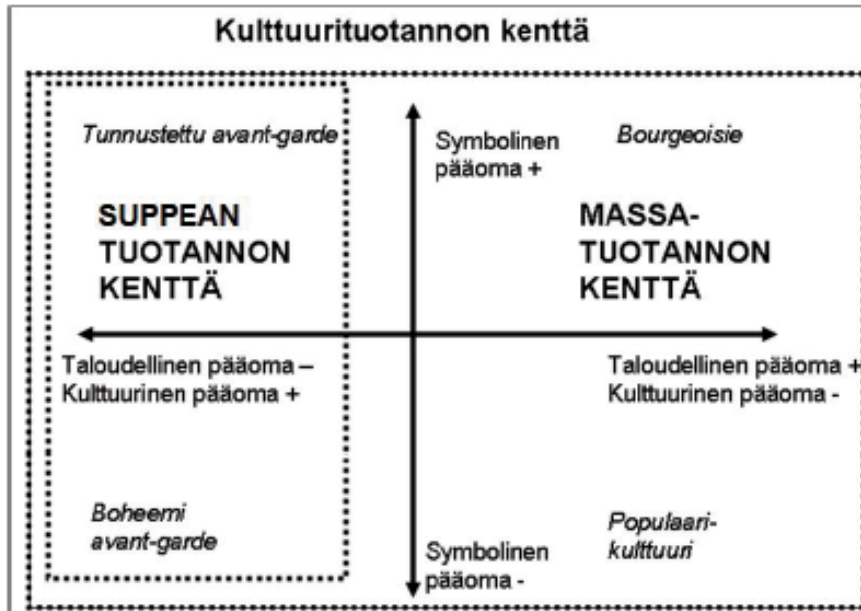 Kulttuurituotannon kenttä
Tunnustettu avant-garde
Symbolinen
pääoma +
Bourgeoisie
SUPPEAN
TUOTANNON
KENTTÄ
MASSA-
TUOTANNON
KENTTÄ
Taloudellinen pääoma –
Kulttuurinen pääoma +
Taloudellinen pääoma +
Kulttuurinen pääoma -
Boheemi
avant-garde
Symbolinen
pääoma -
Populaari-
kulttuuri